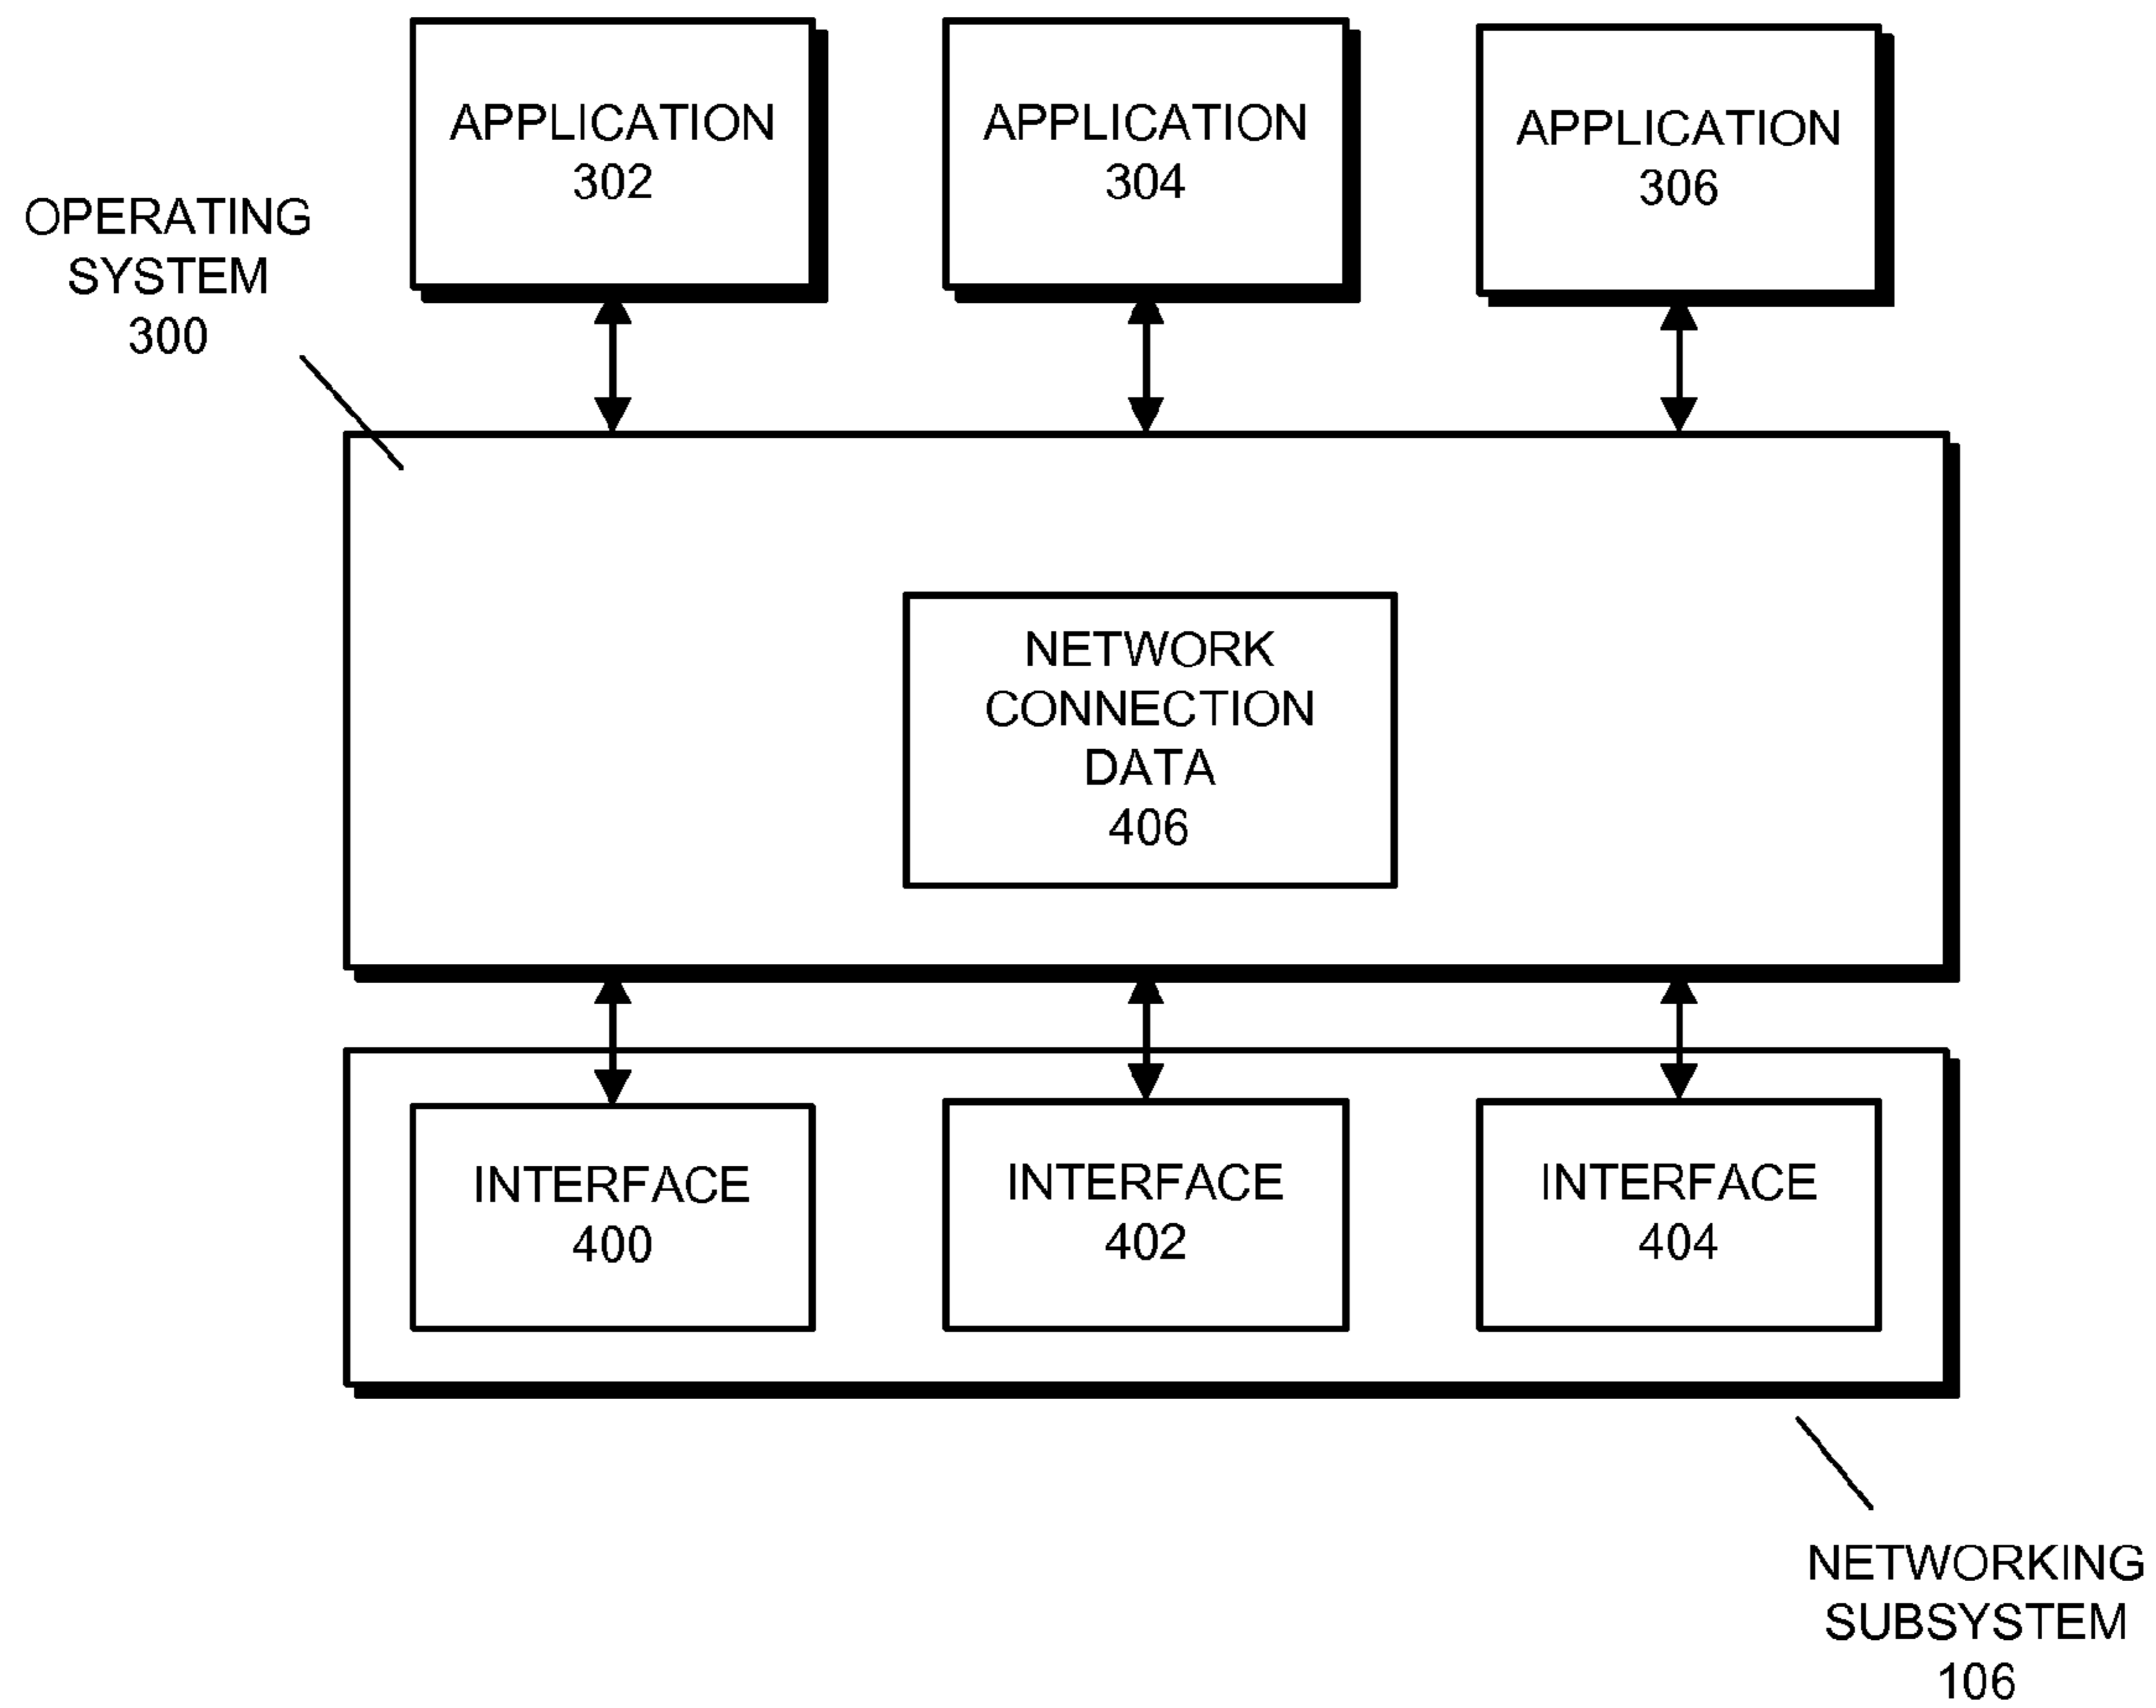 APPLICATION
302
APPLICATION
304
APPLICATION
306
OPERATING
SYSTEM
300
NETWORK
CONNECTION
DATA
406
INTERFACE
400
INTERFACE
402
INTERFACE
404
NETWORKING
SUBSYSTEM
106